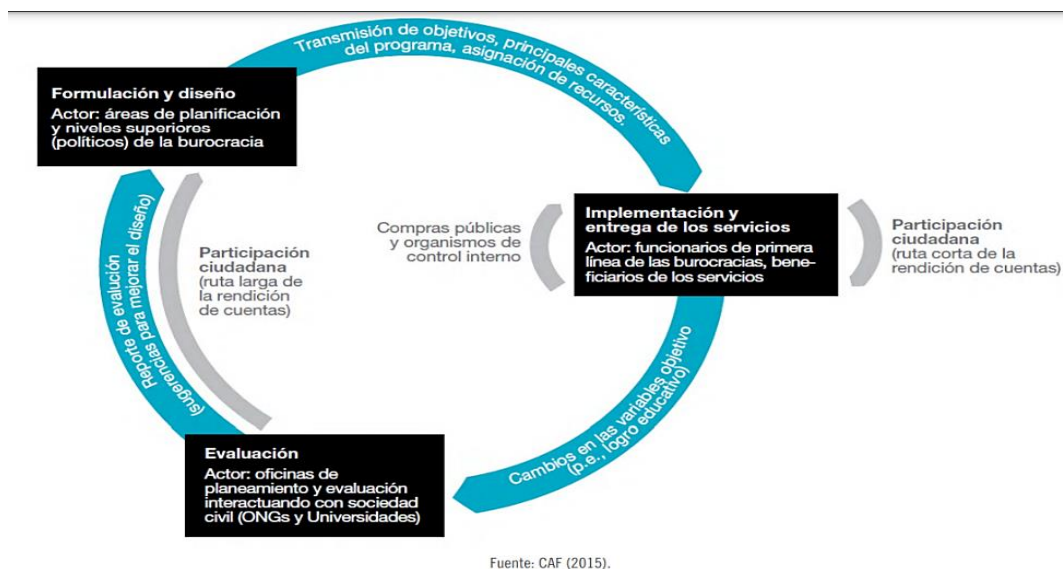 Transmisión de objetivos, principales características
del programa, asignación de recursos.
Formulación y diseño
Actor: áreas de planificación
y niveles superiores
(políticos) de la burocracia
Compras públicas
y organismos de
control interno
Implementación y
entrega de los servicios
Actor: funcionarios de primera
línea de las burocracias, bene-
ficiarios de los servicios
Participación
ciudadana
(ruta corta de la
rendición de cuentas)
Participación
ciudadana
(ruta larga de
la rendición
de cuentas)
Reporte de evalución
(sugerencias para mejorar el diseño)
Cambios en las variables objetivo
(p.e., logro educativo)
Evaluación
Actor: oficinas de
planeamiento y evaluación
interactuando con sociedad
civil (ONGs y Universidades)
Fuente: CAF (2015).